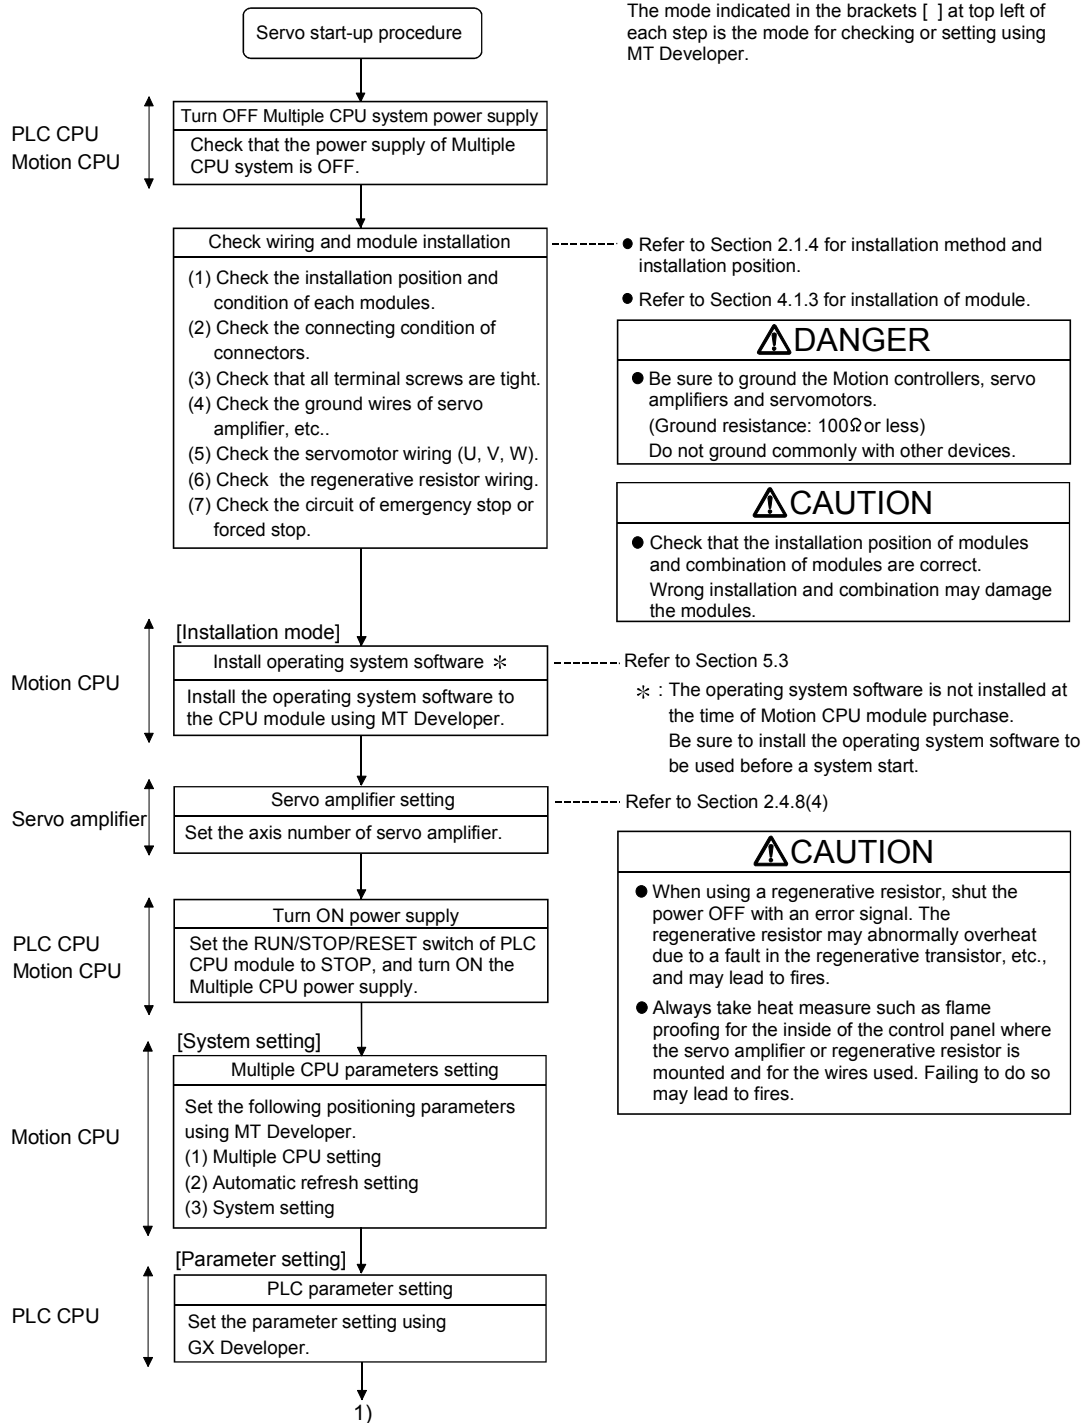 Servo start-up procedure
The mode indicated in the brackets [ ] at top left of
each step is the mode for checking or setting using
MT Developer.
PLC CPU
Motion CPU
Turn OFF Multiple CPU system power supply
Check that the power supply of Multiple
CPU system is OFF.
Check wiring and module installation
(1) Check the installation position and
condition of each modules.
(2) Check the connecting condition of
connectors.
(3) Check that all terminal screws are tight.
(4) Check the ground wires of servo
amplifier, etc..
(5) Check the servomotor wiring (U, V, W).
(6) Check the regenerative resistor wiring.
(7) Check the circuit of emergency stop or
forced stop.
● Refer to Section 2.1.4 for installation method and
installation position.
● Refer to Section 4.1.3 for installation of module.
⚠DANGER
● Be sure to ground the Motion controllers, servo
amplifiers and servomotors.
(Ground resistance: 100Ω or less)
Do not ground commonly with other devices.
⚠CAUTION
● Check that the installation position of modules
and combination of modules are correct.
Wrong installation and combination may damage
the modules.
Motion CPU
[Installation mode]
Install operating system software *
Install the operating system software to
the CPU module using MT Developer.
Refer to Section 5.3
* : The operating system software is not installed at
the time of Motion CPU module purchase.
Be sure to install the operating system software to
be used before a system start.
Servo amplifier
Servo amplifier setting
Set the axis number of servo amplifier.
Refer to Section 2.4.8(4)
⚠CAUTION
● When using a regenerative resistor, shut the
power OFF with an error signal. The
regenerative resistor may abnormally overheat
due to a fault in the regenerative transistor, etc.,
and may lead to fires.
● Always take heat measure such as flame
proofing for the inside of the control panel where
the servo amplifier or regenerative resistor is
mounted and for the wires used. Failing to do so
may lead to fires.
PLC CPU
Motion CPU
Turn ON power supply
Set the RUN/STOP/RESET switch of PLC
CPU module to STOP, and turn ON the
Multiple CPU power supply.
Motion CPU
[System setting]
Multiple CPU parameters setting
Set the following positioning parameters
using MT Developer.
(1) Multiple CPU setting
(2) Automatic refresh setting
(3) System setting
PLC CPU
[Parameter setting]
PLC parameter setting
Set the parameter setting using
GX Developer.
1)